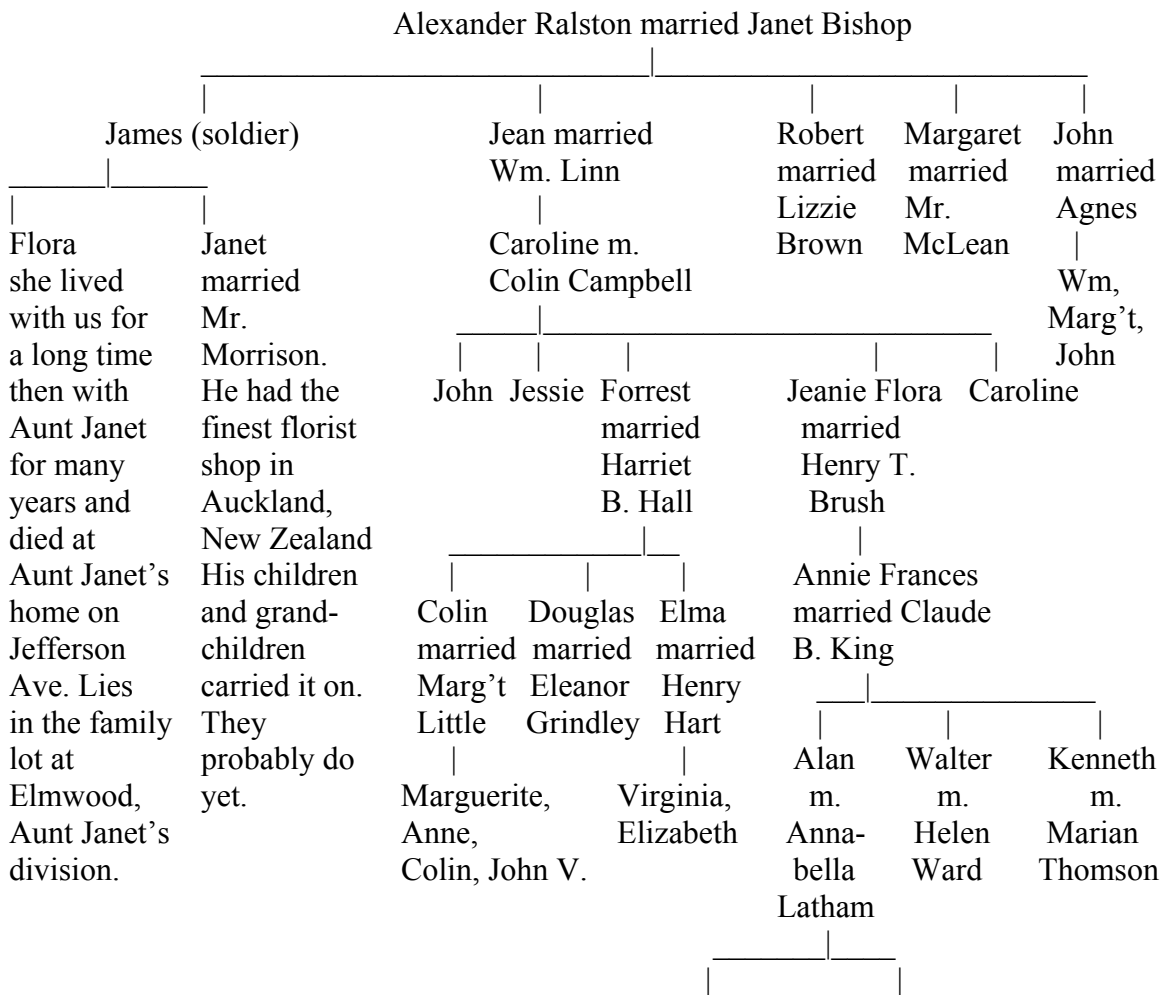 Alexander Ralston married Janet Bishop
James (soldier) Jean married Robert Margaret John
Wm. Linn married married married
Lizzie Mr. Agnes
Flora Janet Caroline m. Brown McLean
she lived married Colin Campbell Wm,
with us for Mr. Marg’t,
a long time Morrison. John
then with He had the John Jessie Forrest Jeanie Flora Caroline
Aunt Janet finest florist married married
for many shop in Harriet Henry T.
years and Auckland, B. Hall Brush
died at New Zealand
Aunt Janet’s His children Annie Frances
home on and grand- Colin Douglas Elma married Claude
Jefferson children married married married B. King
Ave. Lies carried it on. Marg’t Eleanor Henry
in the family They Little Grindley Hart
lot at probably do Alan Walter Kenneth
Elmwood, yet. Marguerite, Virginia, m. m. m.
Aunt Janet’s Anne, Elizabeth Anna- Helen Marian
division. Colin, John V. bella Ward Thomson
Latham